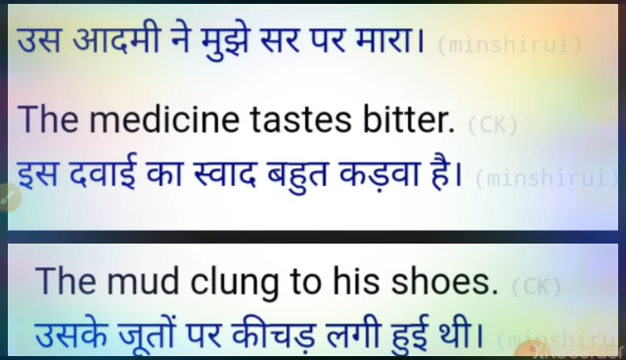 उस आदमी ने मुझे सर पर मारा। (minshirui)
The medicine tastes bitter. (CK)
इस दवाई का स्वाद बहुत कड़वा है। (minshirui)
The mud clung to his shoes. (CK)
उसके जूतों पर कीचड़ लगी हुई थी। (minshiru